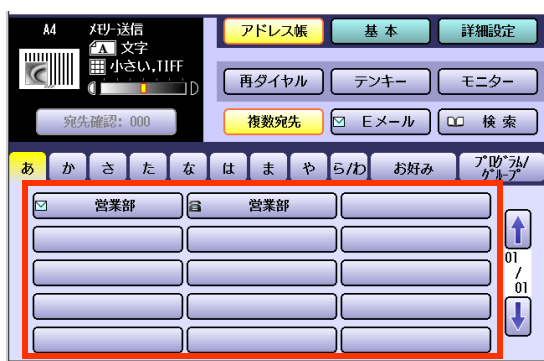 A4 ﾒﾓﾘｰ送信
A 文字
小さい,TIFF
D
宛先確認: 000
アドレス帳 基本 詳細設定
再ダイヤル テンキー モニター
複数宛先 Eメール 検索
あ か さ た な は ま や ら/わ お好み ﾌﾟﾛｸﾞﾗﾑ/
ｸﾞﾙｰﾌﾟ
営業部 営業部
01
/
01